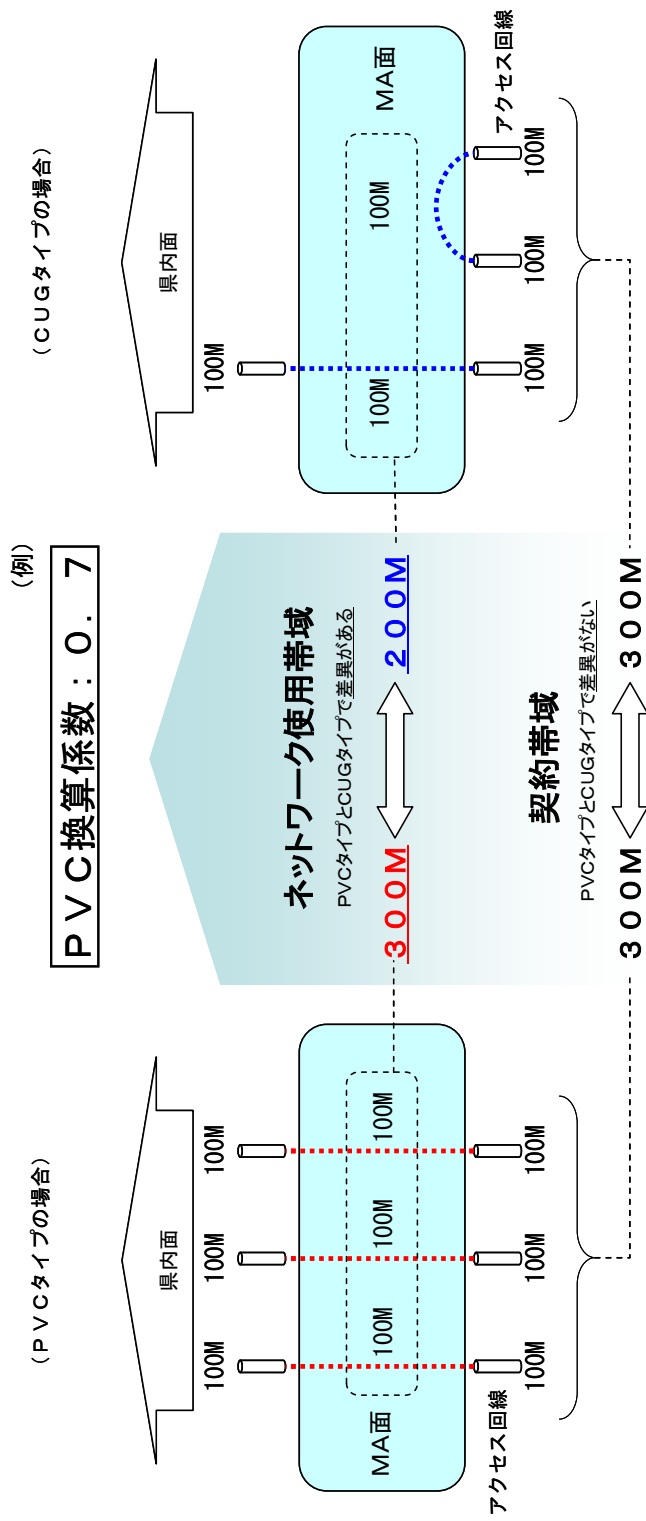 (例)
PVC換算係数：0．7
(PVCタイプの場合)
県内面
100M
100M
100M
MA面
100M
100M
100M
アクセス回線
100M
100M
100M
ネットワーク使用帯域
PVCタイプとCUGタイプで差異がある
300M
200M
契約帯域
PVCタイプとCUGタイプで差異がない
300M
300M
(CUGタイプの場合)
県内面
100M
MA面
100M
100M
アクセス回線
100M
100M
100M